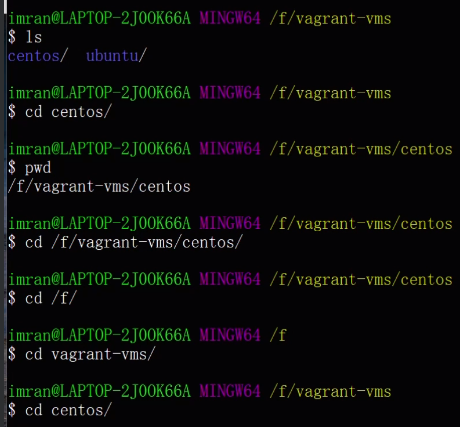 imran@LAPTOP-2JOOK66A MINGW64 /f/vagrant-vms
$ ls
centos/  ubuntu/
imran@LAPTOP-2JOOK66A MINGW64 /f/vagrant-vms
$ cd centos/
imran@LAPTOP-2JOOK66A MINGW64 /f/vagrant-vms/centos
$ pwd
/f/vagrant-vms/centos
imran@LAPTOP-2JOOK66A MINGW64 /f/vagrant-vms/centos
$ cd /f/vagrant-vms/centos/
imran@LAPTOP-2JOOK66A MINGW64 /f/vagrant-vms/centos
$ cd /f/
imran@LAPTOP-2JOOK66A MINGW64 /f
$ cd vagrant-vms/
imran@LAPTOP-2JOOK66A MINGW64 /f/vagrant-vms
$ cd centos/